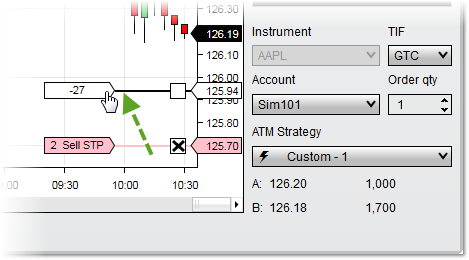 126.30
126.19
126.10
126.00
-27
125.94
125.90
125.80
2 Sell STP
125.70
09:30
10:00
10:30
Instrument TIF
AAPL GTC
Account Order qty
Sim101 1
ATM Strategy
Custom - 1
A: 126.20 1,000
B: 126.18 1,700